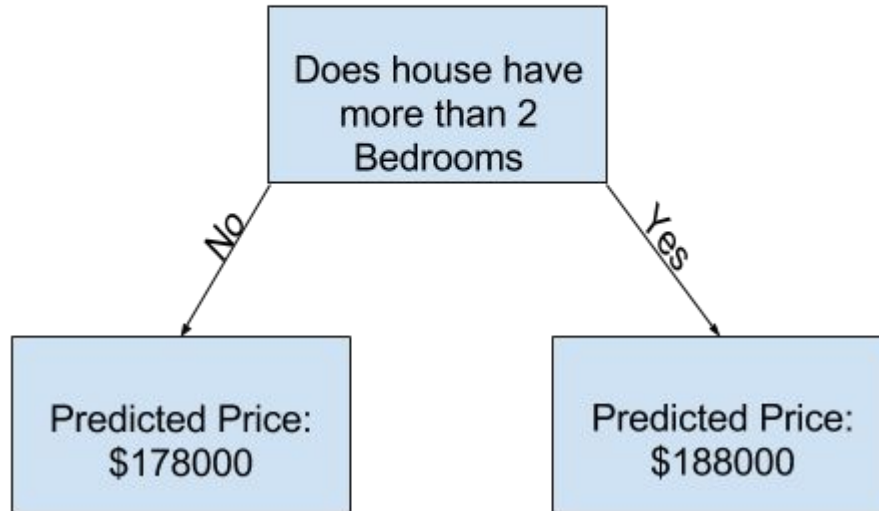 Does house have
more than 2
Bedrooms
No
Yes
Predicted Price:
$178000
Predicted Price:
$188000